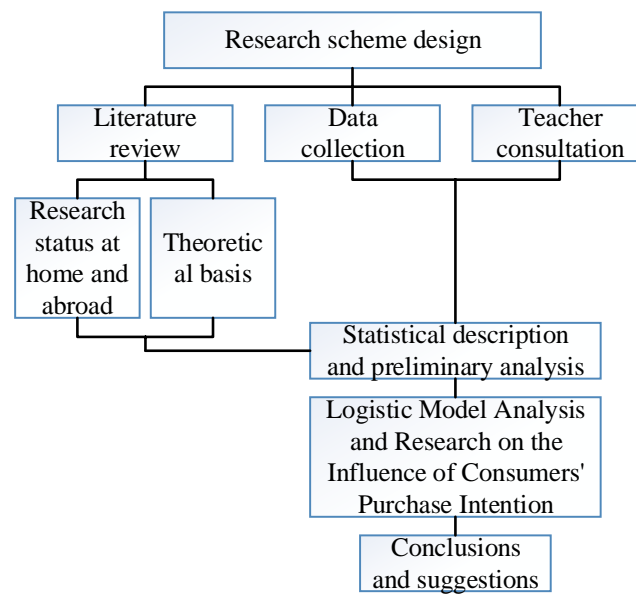 Research scheme design
Literature
review
Data
collection
Teacher
consultation
Research
status at
home and
abroad
Theoretic
al basis
Statistical description
and preliminary analysis
Logistic Model Analysis
and Research on the
Influence of Consumers'
Purchase Intention
Conclusions
and suggestions